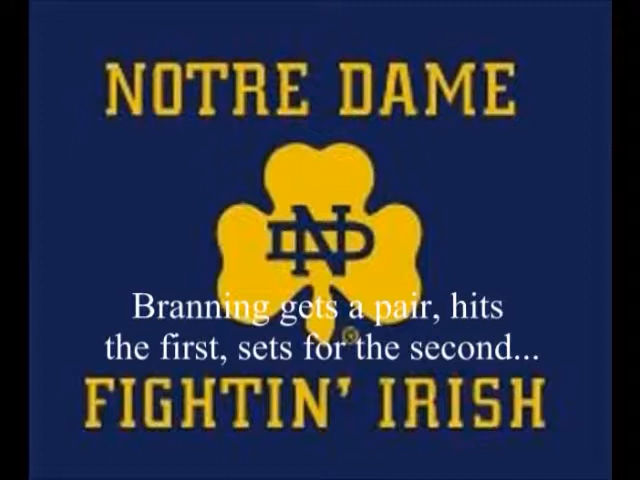 NOTRE DAME
ND
Branning gets a pair, hits
the first, sets for the second...
®
FIGHTIN' IRISH